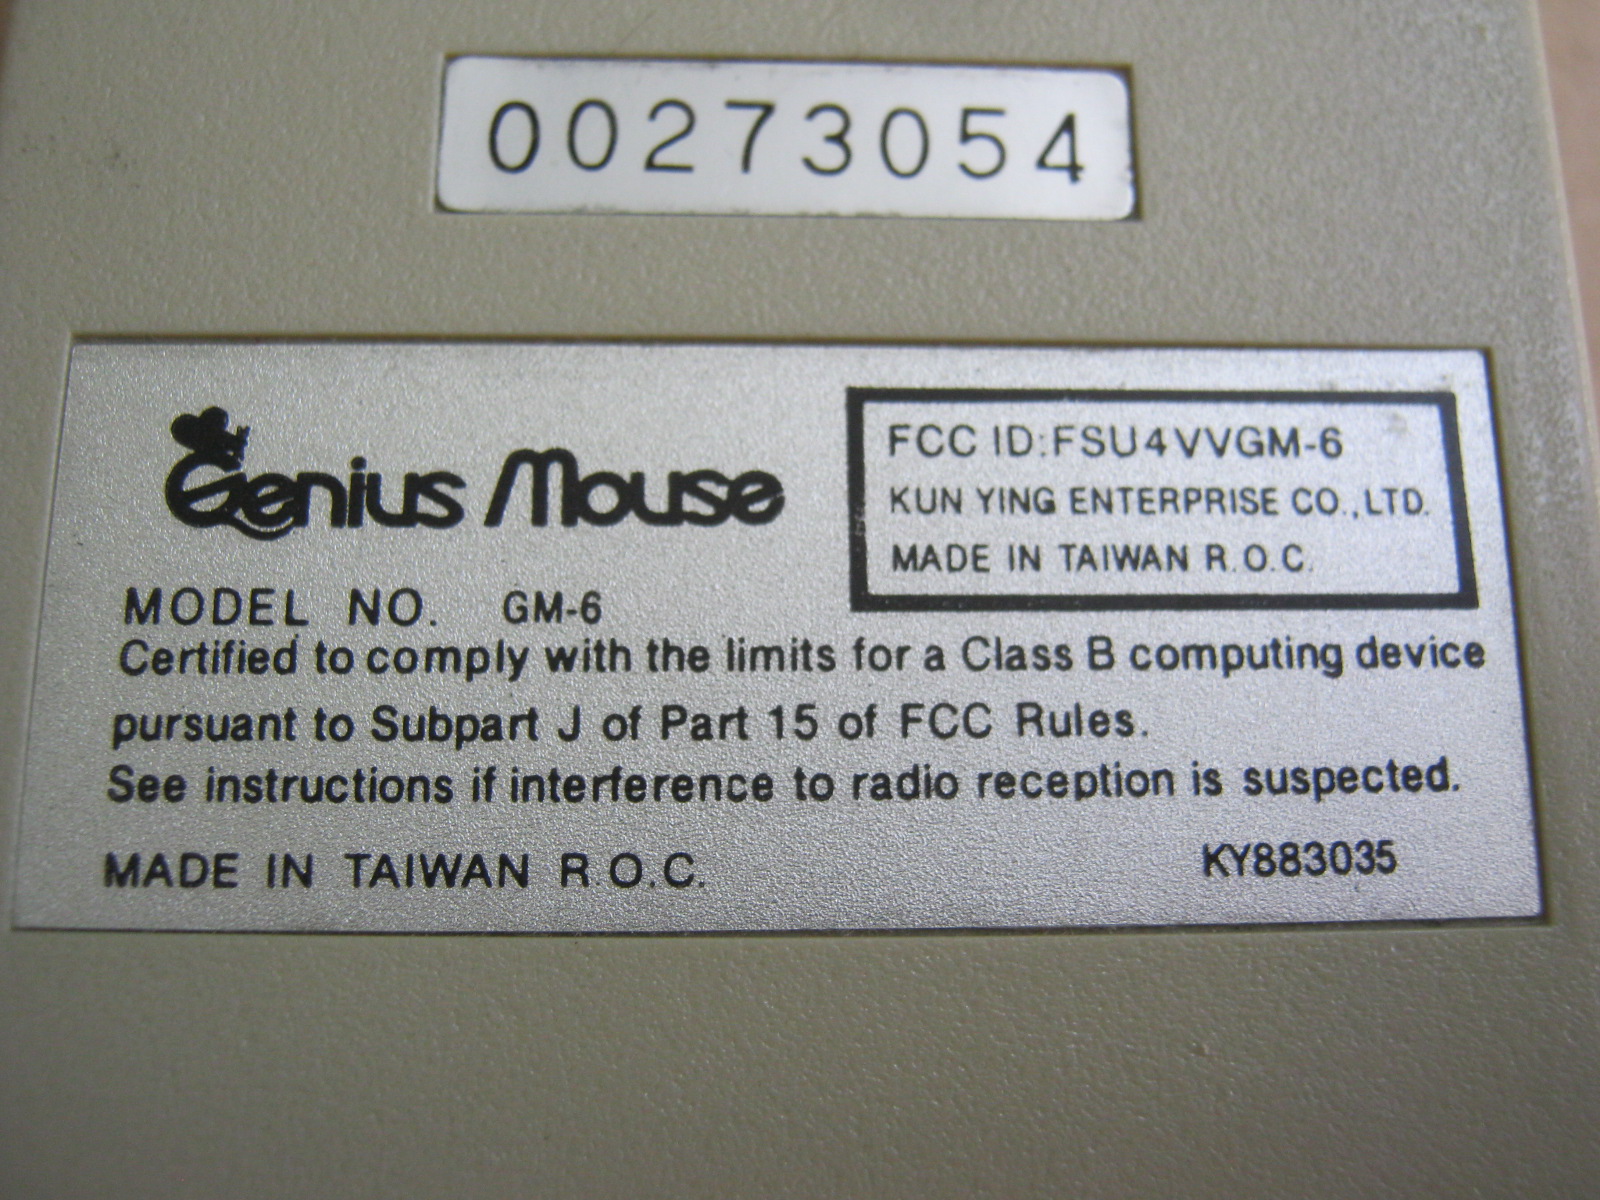 00273054
Genius Mouse
FCC ID:FSU4VVGM-6
KUN YING ENTERPRISE CO.,LTD.
MADE IN TAIWAN R.O.C.
MODEL NO. GM-6
Certified to comply with the limits for a Class B computing device
pursuant to Subpart J of Part 15 of FCC Rules.
See instructions if interference to radio reception is suspected.
MADE IN TAIWAN R.O.C.
KY883035